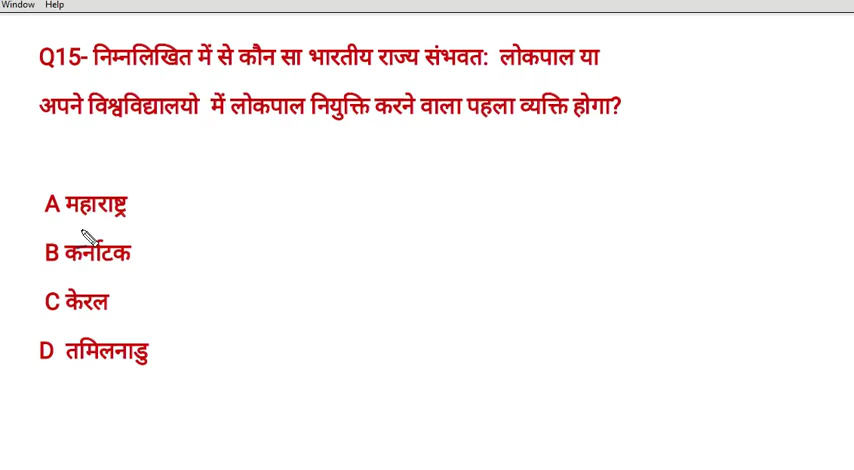 Window Help
Q15- निम्नलिखित में से कौन सा भारतीय राज्य संभवत: लोकपाल या
अपने विश्वविद्यालयो में लोकपाल नियुक्ति करने वाला पहला व्यक्ति होगा?
A महाराष्ट्र
B कर्नाटक
C केरल
D तमिलनाडु